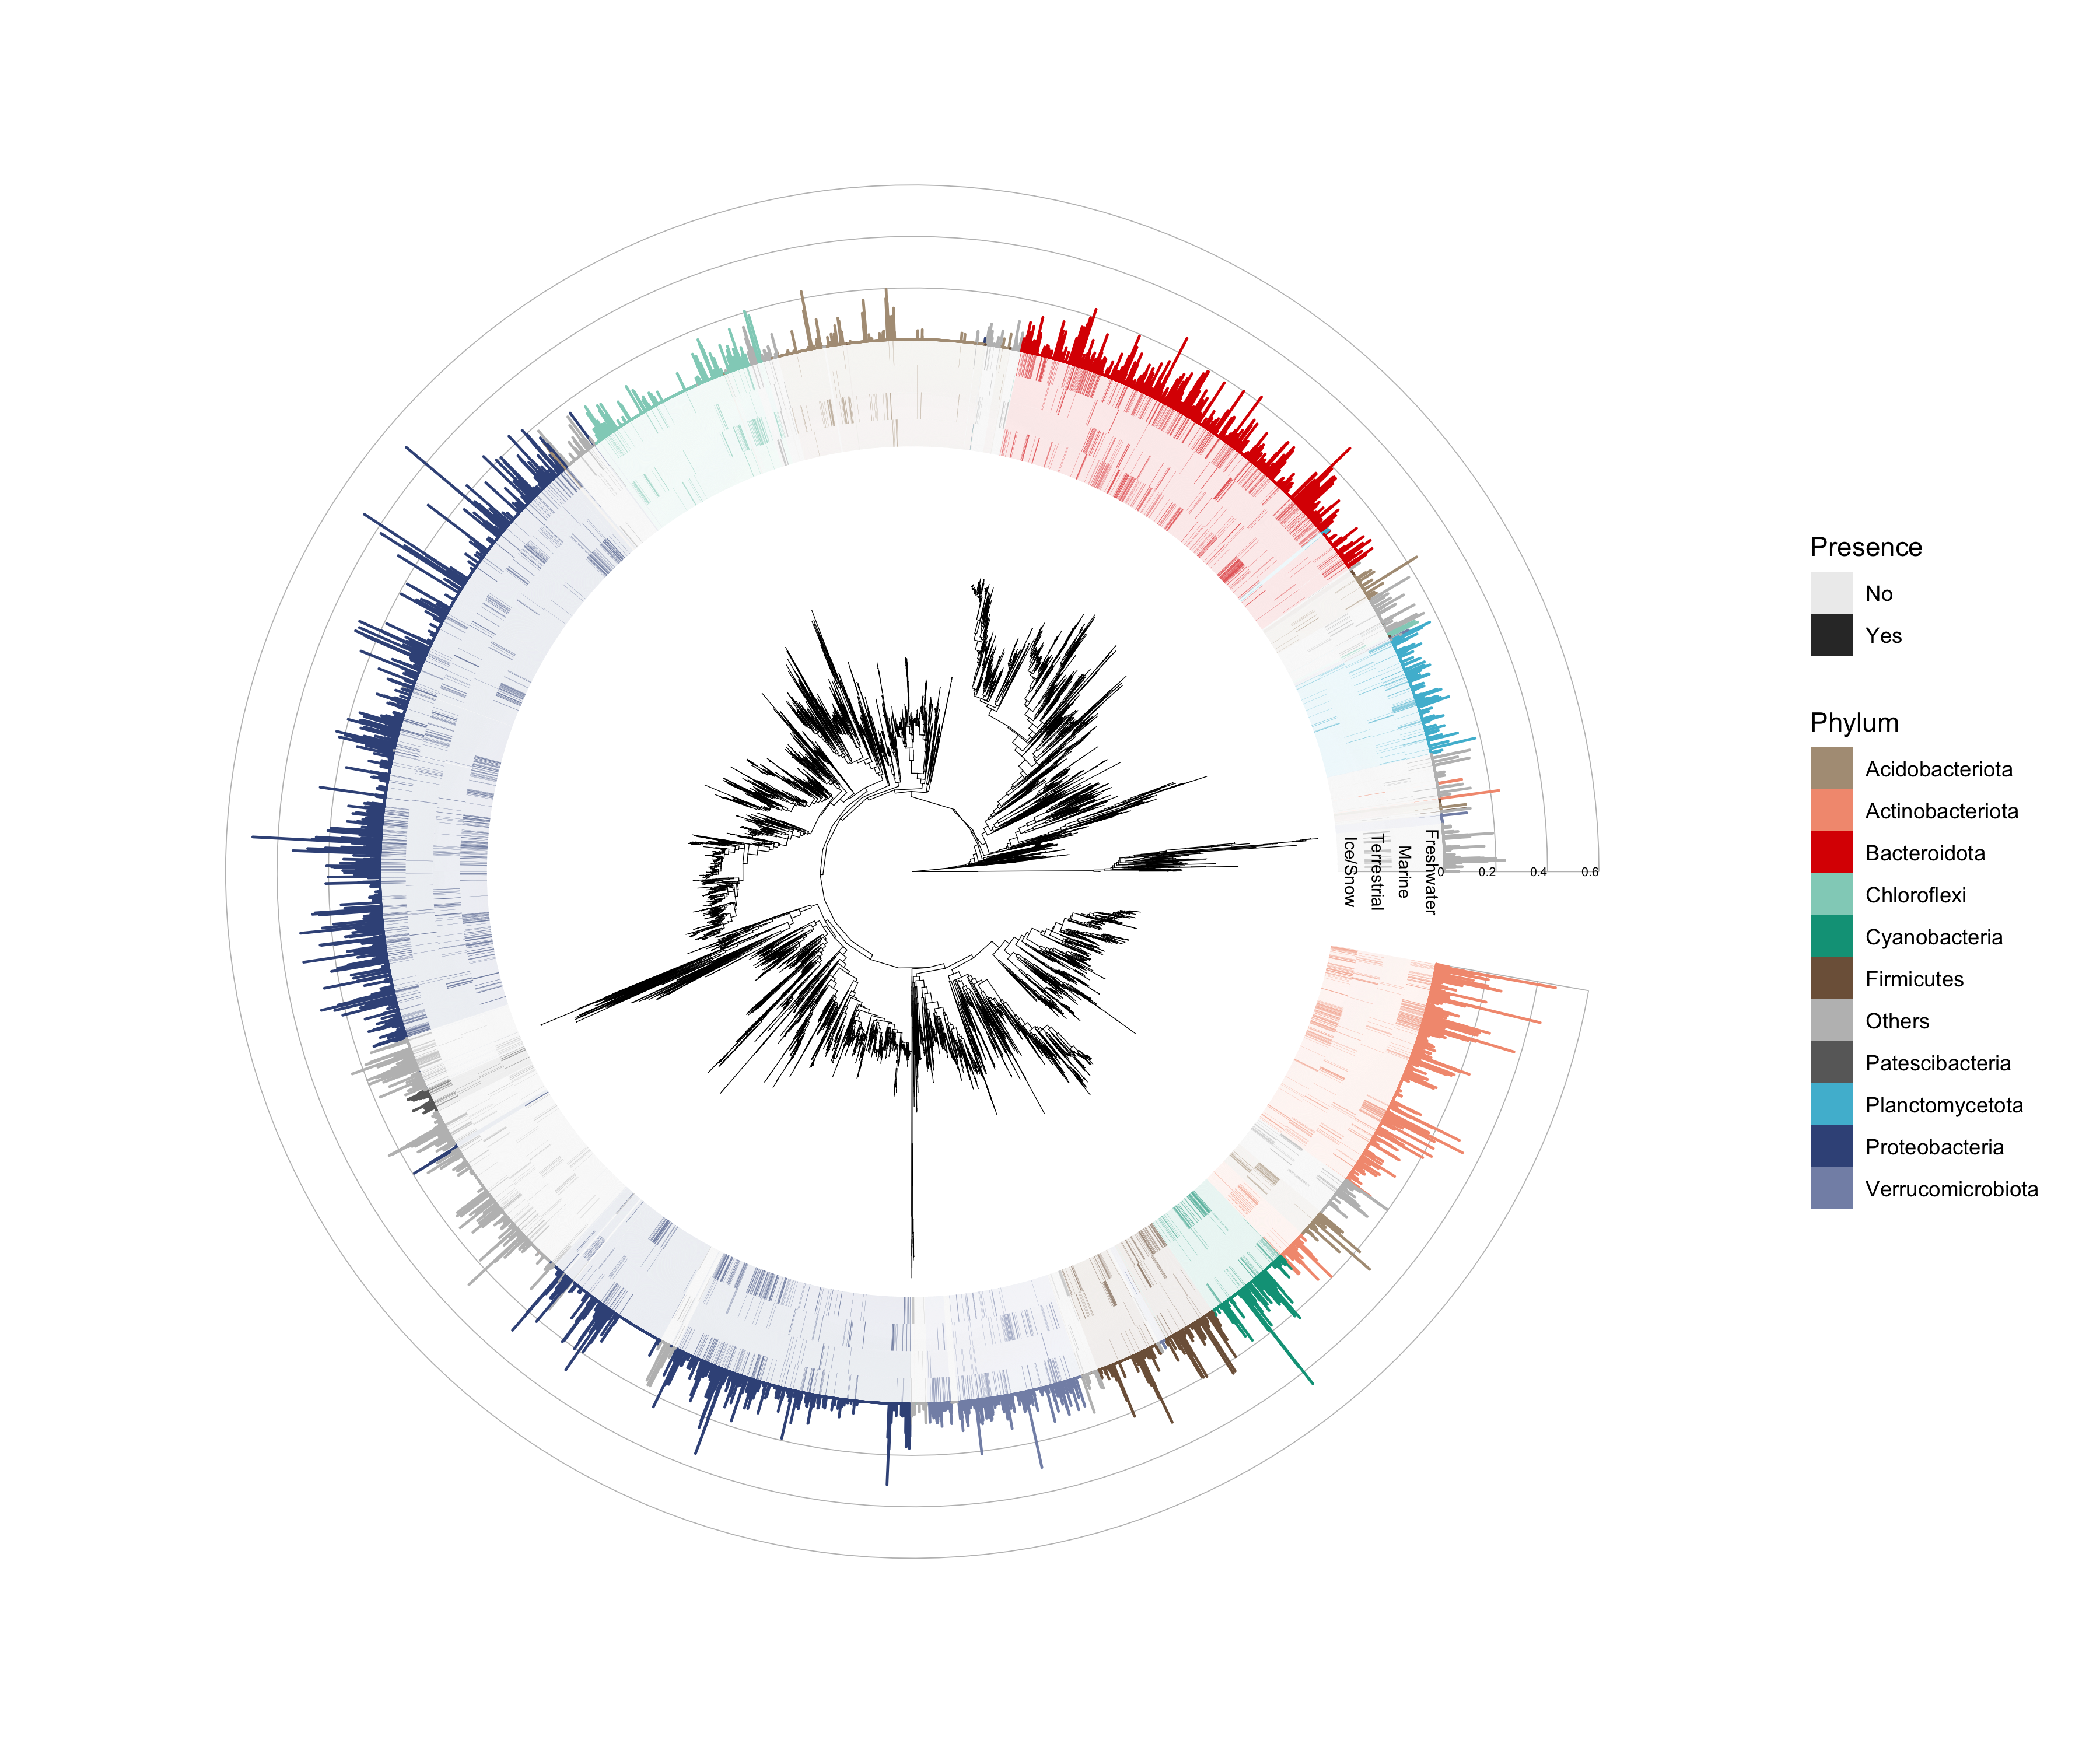 Ice/Snow
Terrestrial
Marine
Freshwater
0
0.2
0.4
0.6
Presence
No
Yes
Phylum
Acidobacteriota
Actinobacteriota
Bacteroidota
Chloroflexi
Cyanobacteria
Firmicutes
Others
Patescibacteria
Planctomycetota
Proteobacteria
Verrucomicrobiota